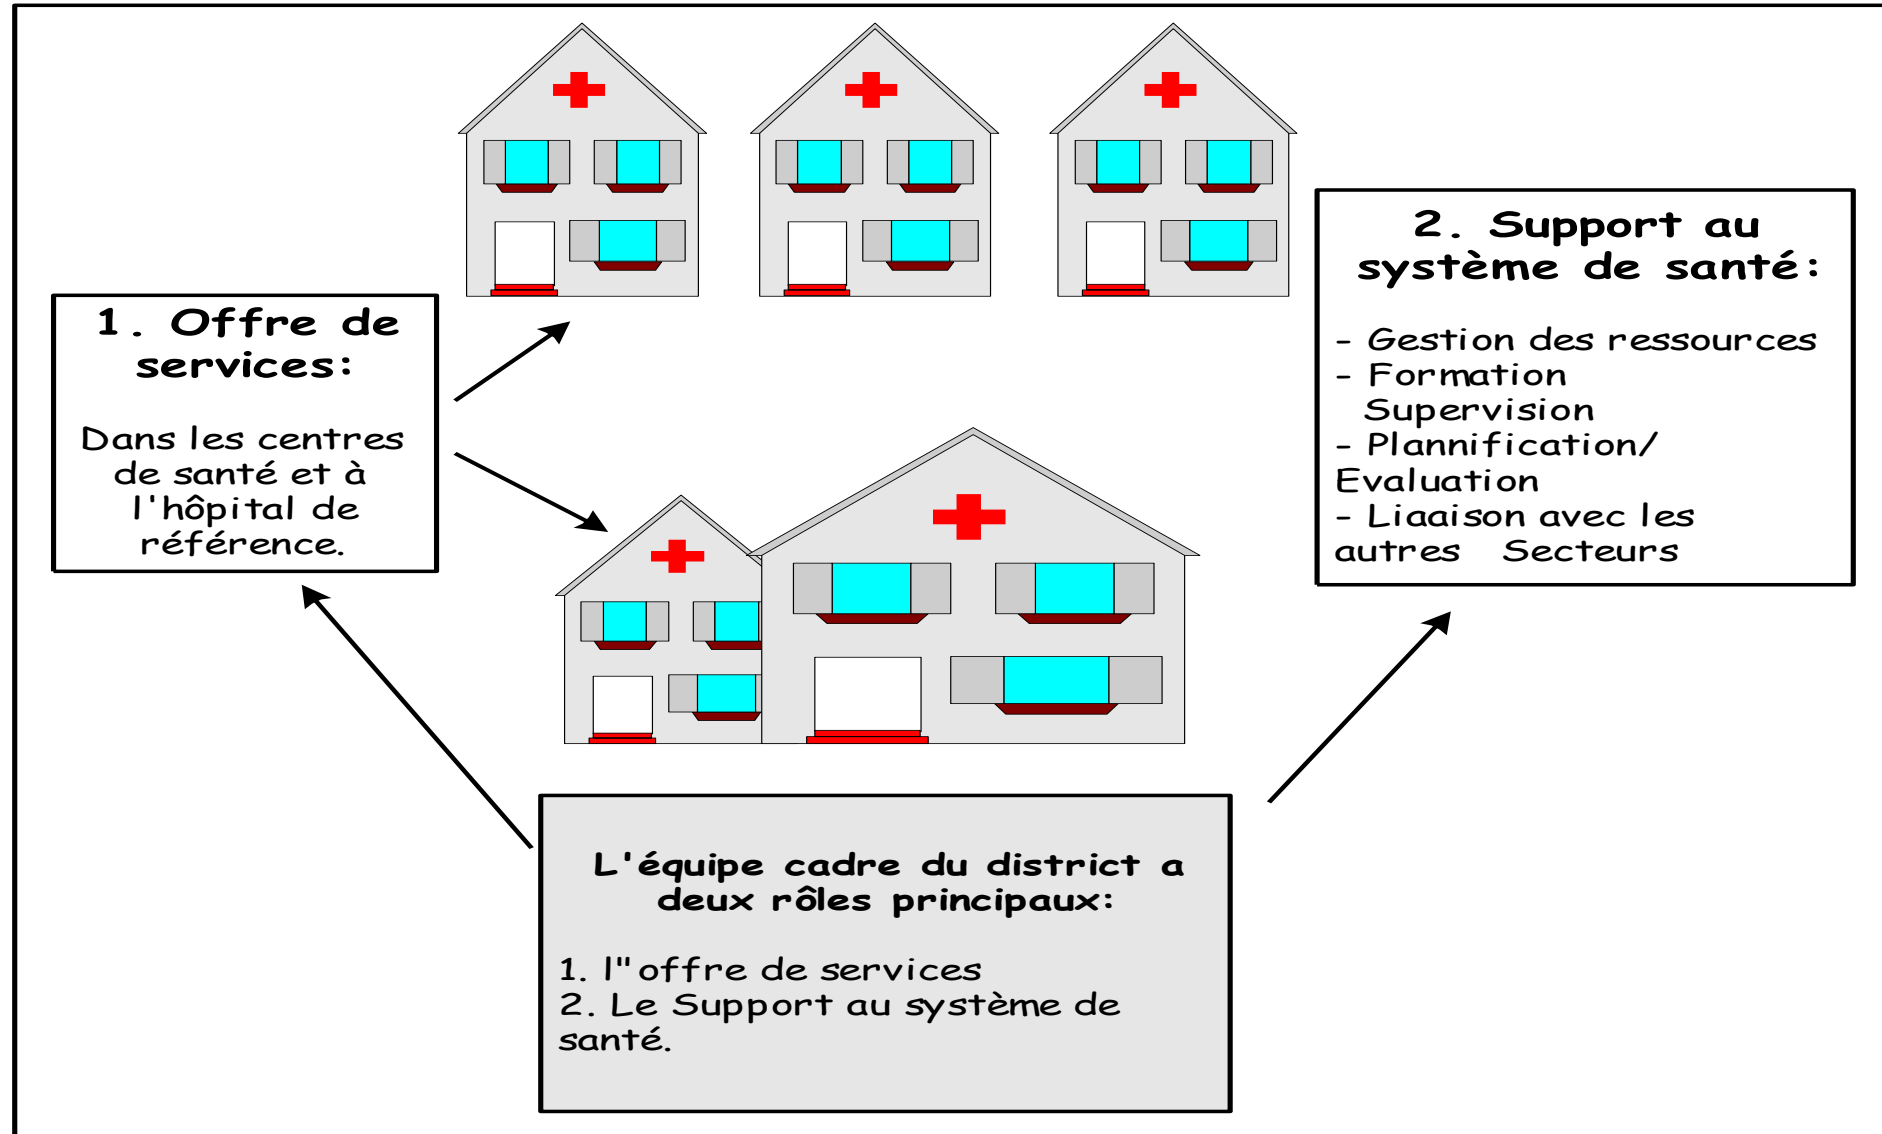 1. Offre de
services:
Dans les centres
de santé et à
l'hôpital de
référence.
2. Support au
système de santé:
- Gestion des ressources
- Formation
Supervision
- Plannification/
Evaluation
- Liaaison avec les
autres Secteurs
L'équipe cadre du district a
deux rôles principaux:
1. l"offre de services
2. Le Support au système de
santé.